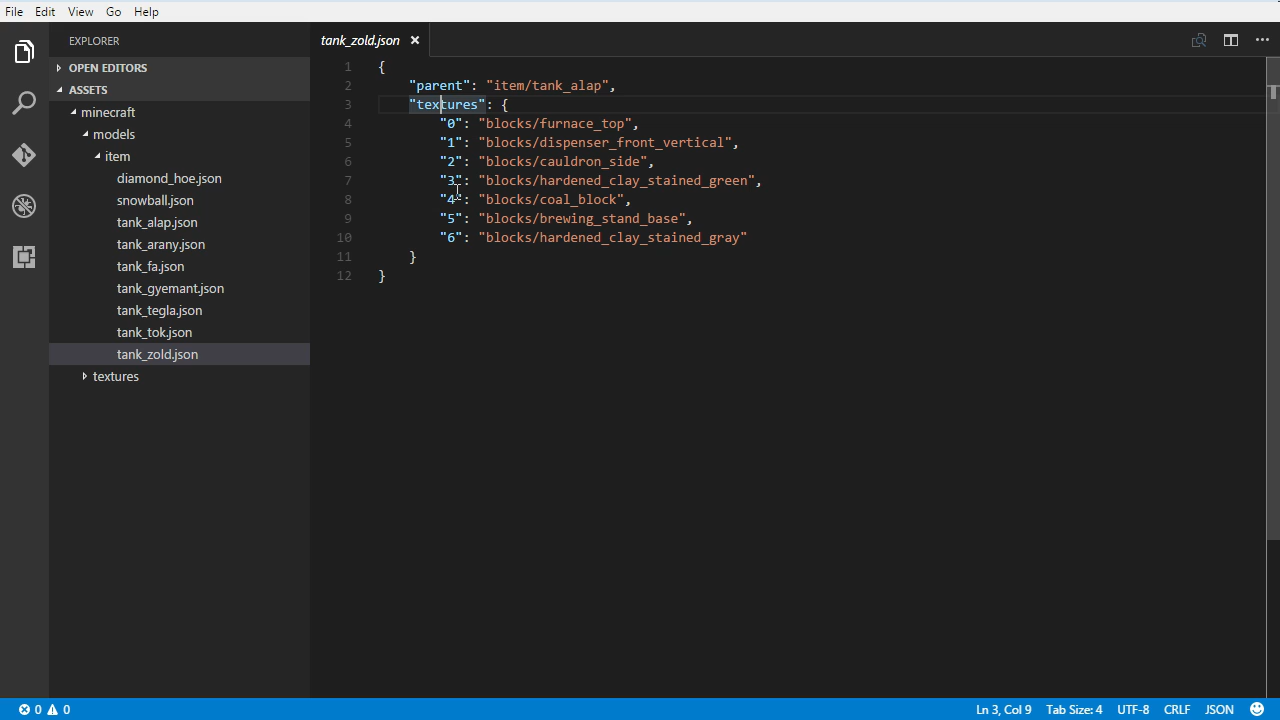 File Edit View Go Help
EXPLORER
OPEN EDITORS
ASSETS
minecraft
models
item
diamond_hoe.json
snowball.json
tank_alap.json
tank_arany.json
tank_fa.json
tank_gyemant.json
tank_tegla.json
tank_tok.json
tank_zold.json
textures
tank_zold.json
1 {
2 "parent": "item/tank_alap",
3 "textures": {
4 "0": "blocks/furnace_top",
5 "1": "blocks/dispenser_front_vertical",
6 "2": "blocks/cauldron_side",
7 "3": "blocks/hardened_clay_stained_green",
8 "4": "blocks/coal_block",
9 "5": "blocks/brewing_stand_base",
10 "6": "blocks/hardened_clay_stained_gray"
11 }
12 }
0 0 Ln 3, Col 9 Tab Size: 4 UTF-8 CRLF JSON